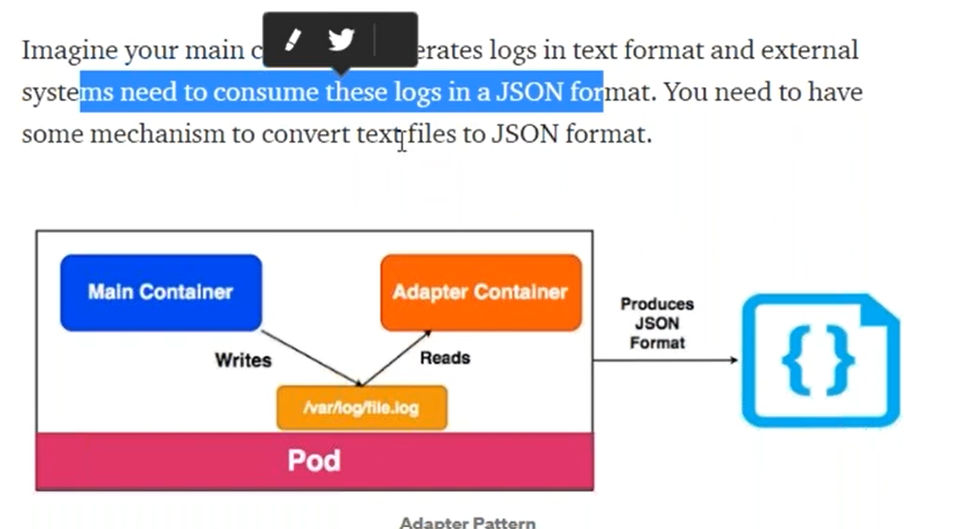 Imagine your main c erates logs in text format and external
systems need to consume these logs in a JSON format. You need to have
some mechanism to convert text files to JSON format.
Main Container
Adapter Container
Writes
Reads
/var/log/file.log
Pod
Produces
JSON
Format
{ }
Adapter Pattern